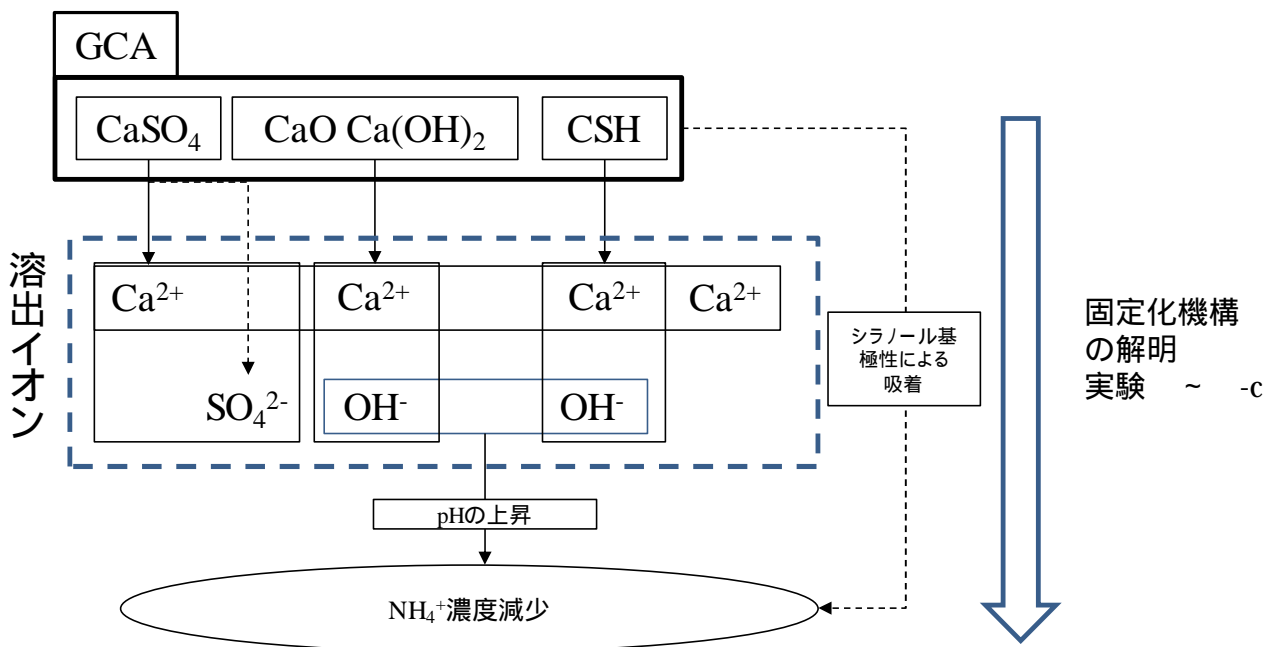 GCA
CaSO₄ CaO Ca(OH)₂ CSH
溶出イオン
Ca²⁺ Ca²⁺ Ca²⁺ Ca²⁺
SO₄²⁻ OH⁻ OH⁻
シラノール基
極性による
吸着
固定化機構
の解明
実験 ~ -c
pHの上昇
NH₄⁺濃度減少